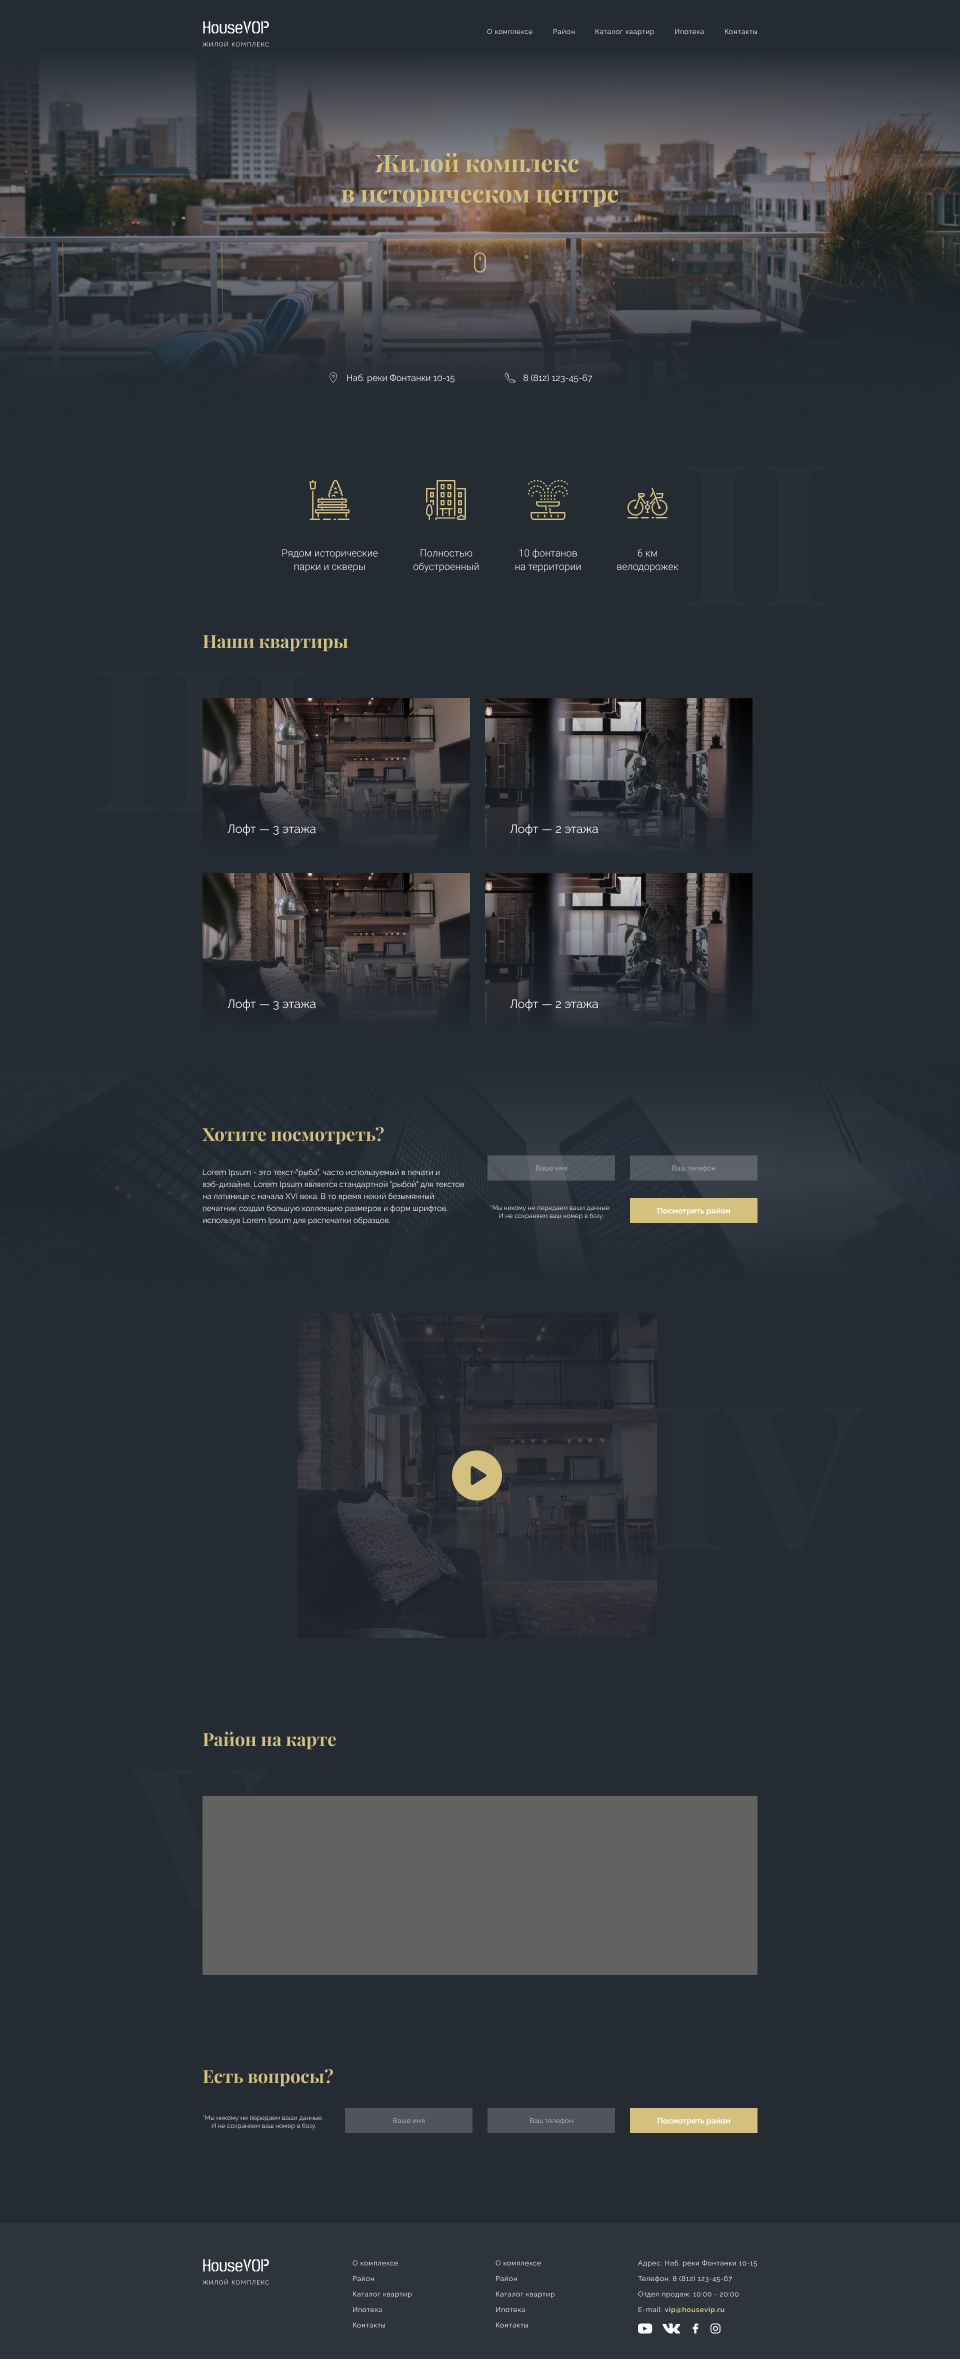 HouseVOP
ЖИЛОЙ КОМПЛЕКС
О комплексе
Район
Каталог квартир
Ипотека
Контакты
Жилой комплекс
в историческом центре
Наб. реки Фонтанки 10-15
8 (812) 123-45-67
II
Рядом исторические
парки и скверы
Полностью
обустроенный
10 фонтанов
на территории
6 км
велодорожек
Наши квартиры
III
Лофт — 3 этажа
Лофт — 2 этажа
Лофт — 3 этажа
Лофт — 2 этажа
Хотите посмотреть?
Lorem Ipsum - это текст-"рыба", часто используемый в печати и
вэб-дизайне. Lorem Ipsum является стандартной "рыбой" для текстов
на латинице с начала XVI века. В то время некий безымянный
печатник создал большую коллекцию размеров и форм шрифтов,
используя Lorem Ipsum для распечатки образцов.
Ваше имя
Ваш телефон
*Мы никому не передаем ваши данные.
И не сохраняем ваш номер в базу.
Посмотреть район
IV
Район на карте
V
Есть вопросы?
*Мы никому не передаем ваши данные.
И не сохраняем ваш номер в базу.
Ваше имя
Ваш телефон
Посмотреть район
HouseVOP
ЖИЛОЙ КОМПЛЕКС
О комплексе
Район
Каталог квартир
Ипотека
Контакты
О комплексе
Район
Каталог квартир
Ипотека
Контакты
Адрес: Наб. реки Фонтанки 10-15
Телефон: 8 (812) 123-45-67
Отдел продаж: 10:00 - 20:00
E-mail: vip@housevip.ru